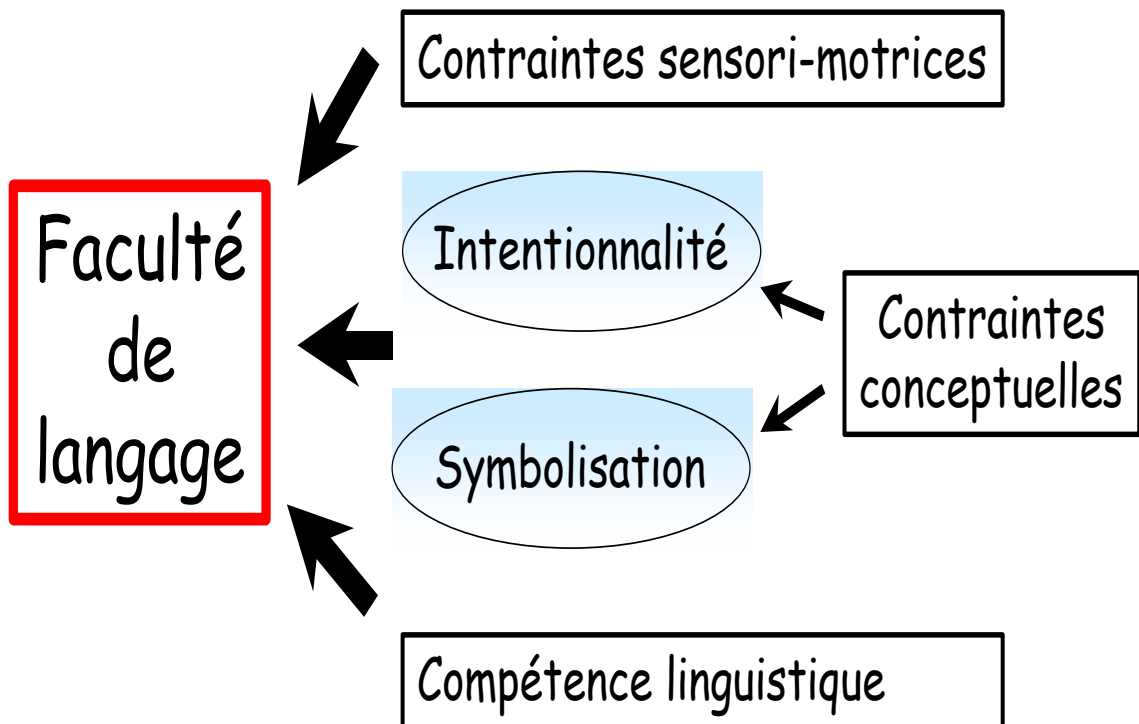 Contraintes sensori-motrices
Faculté
de
langage
Intentionnalité
Symbolisation
Contraintes
conceptuelles
Compétence linguistique